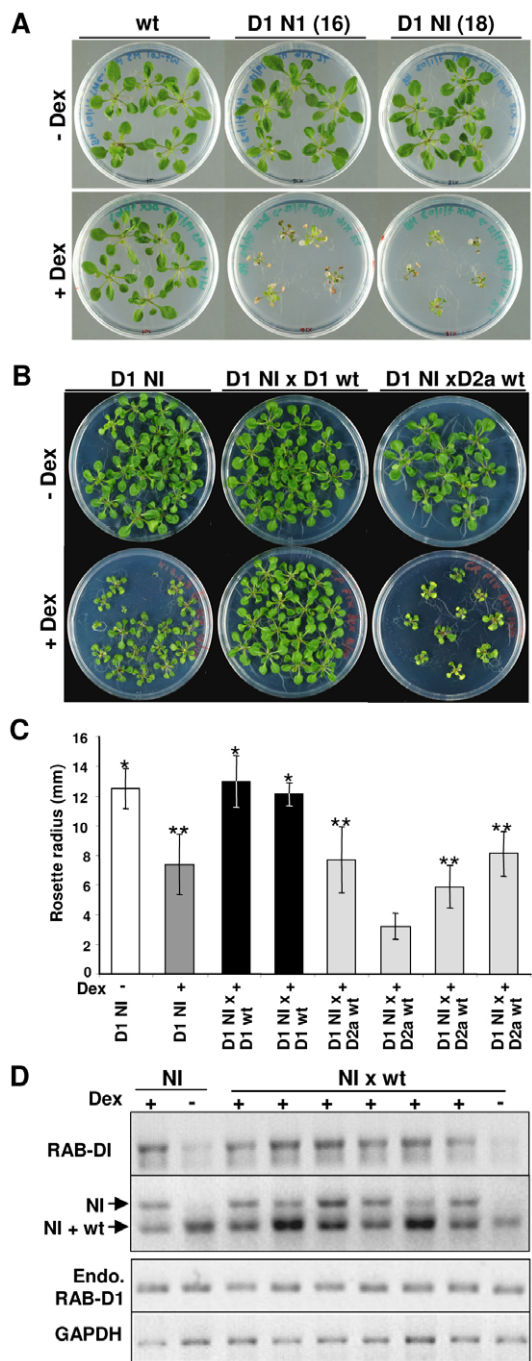 A
wt
D1 N1 (16)
D1 NI (18)
- Dex
+ Dex
B
D1 NI
D1 NI x D1 wt
D1 NI xD2a wt
- Dex
+ Dex
C
Rosette radius (mm)
16
14
12
10
8
6
4
2
0
* ** * * ** ** **
Dex - + + + + + + +
D1 NI
D1 NI
D1 NI x D1 wt
D1 NI x D1 wt
D1 NI x D2a wt
D1 NI x D2a wt
D1 NI x D2a wt
D1 NI x D2a wt
D
NI
NI x wt
Dex + - + + + + + + -
RAB-DI
NI
NI + wt
Endo.
RAB-D1
GAPDH